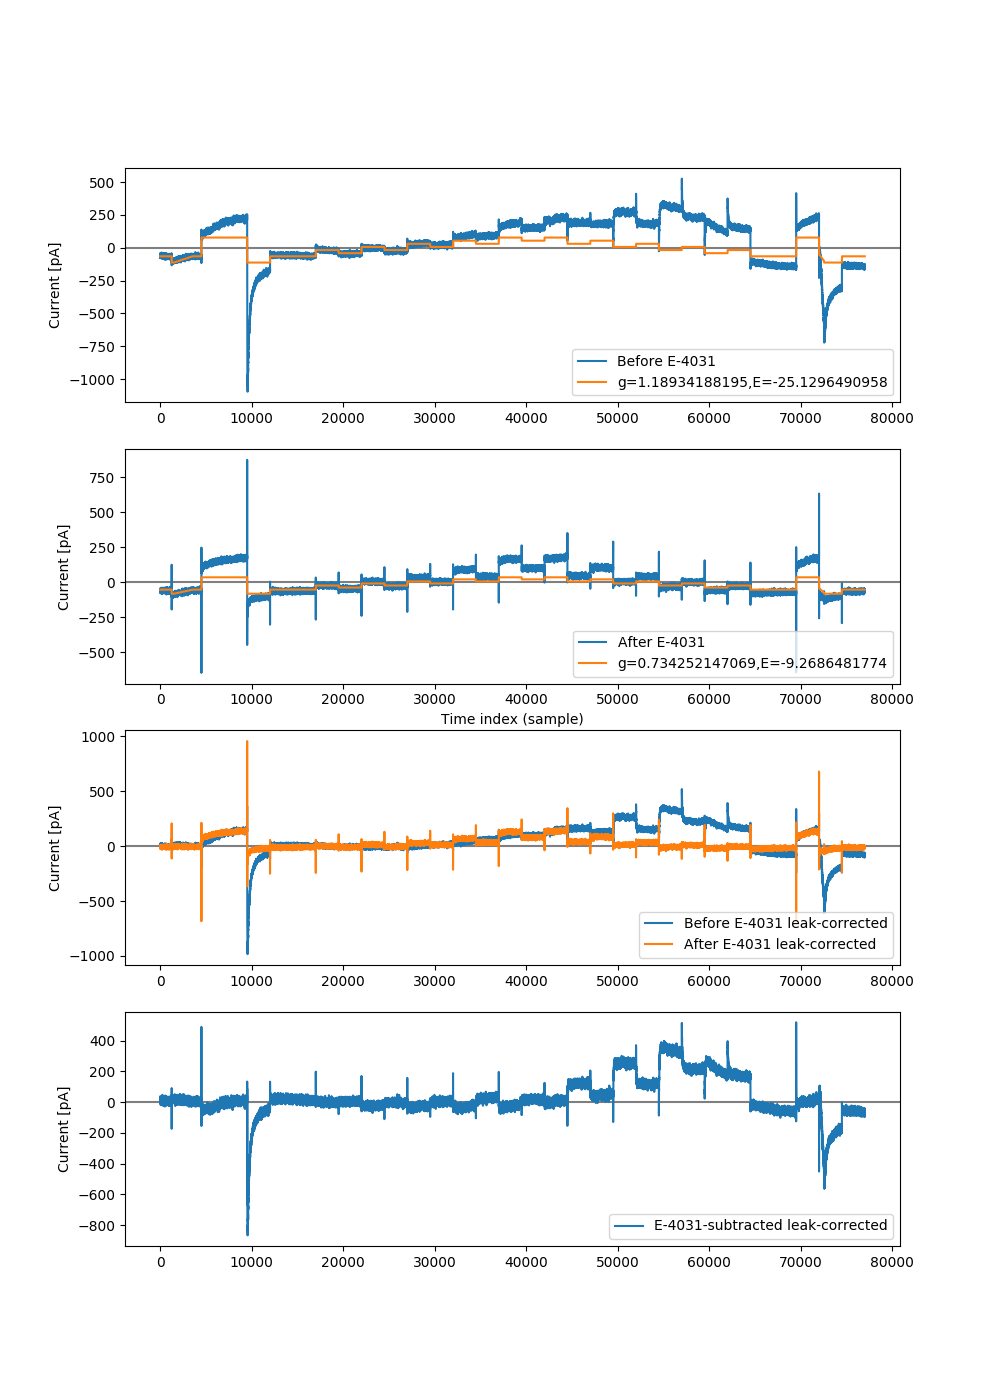 500
250
0
−250
−500
−750
−1000
Current [pA]
Before E-4031
g=1.18934188195,E=-25.1296490958
0 10000 20000 30000 40000 50000 60000 70000 80000
750
500
250
0
−250
−500
Current [pA]
After E-4031
g=0.734252147069,E=-9.2686481774
0 10000 20000 30000 40000 50000 60000 70000 80000
Time index (sample)
1000
500
0
−500
−1000
Current [pA]
Before E-4031 leak-corrected
After E-4031 leak-corrected
0 10000 20000 30000 40000 50000 60000 70000 80000
400
200
0
−200
−400
−600
−800
Current [pA]
E-4031-subtracted leak-corrected
0 10000 20000 30000 40000 50000 60000 70000 80000